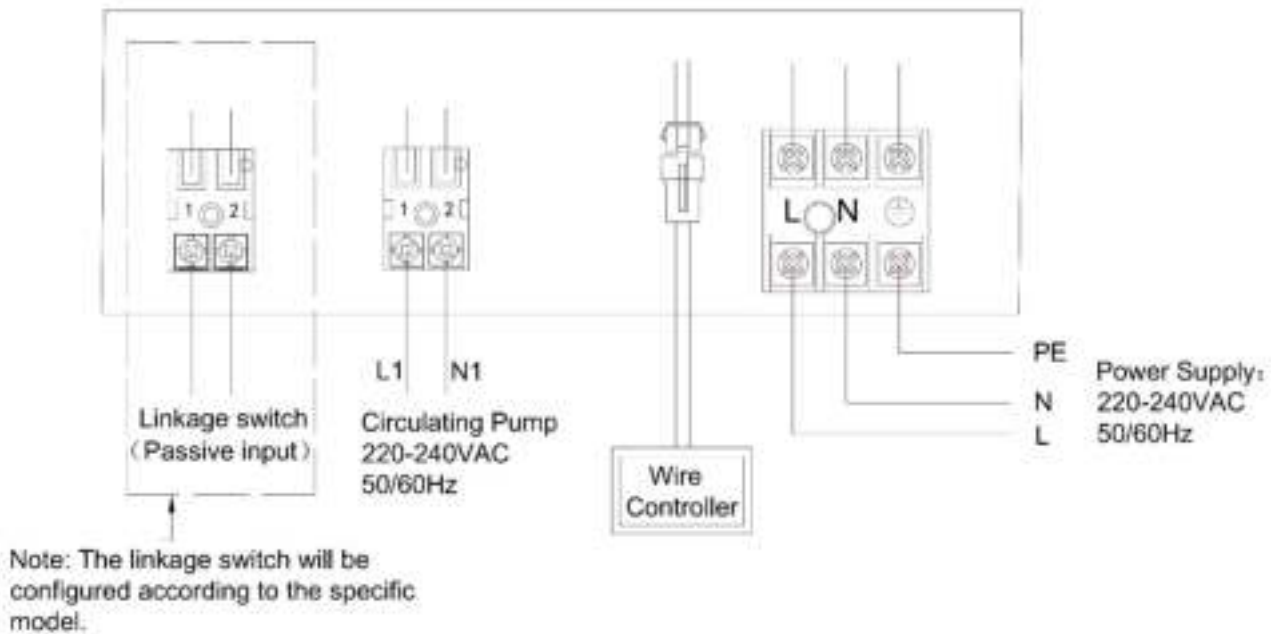 1 2
1 2
L N
L1 N1
Linkage switch
(Passive input)
Circulating Pump
220-240VAC
50/60Hz
Wire
Controller
PE
N
L
Power Supply:
220-240VAC
50/60Hz
Note: The linkage switch will be
configured according to the specific
model.